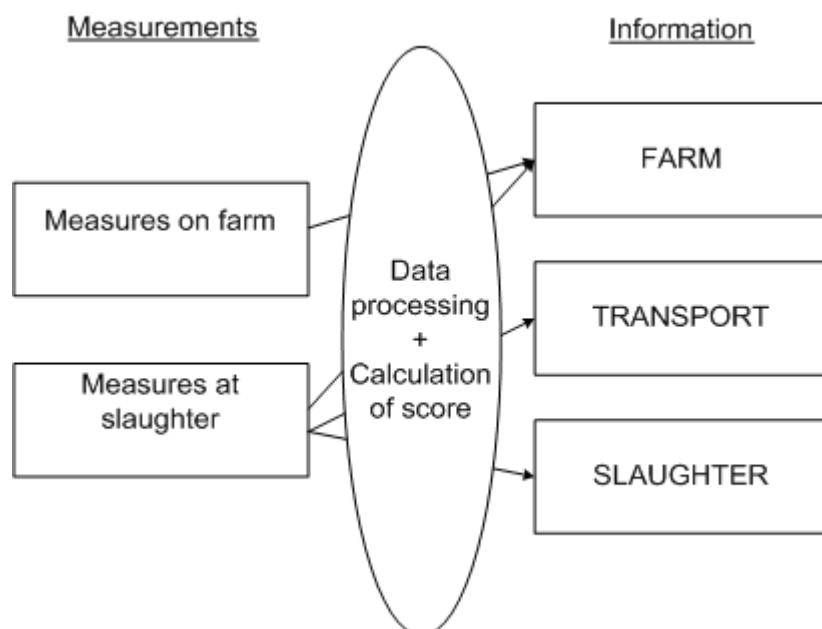 Measurements
Information
Measures on farm
Measures at
slaughter
Data
processing
+
Calculation
of score
FARM
TRANSPORT
SLAUGHTER